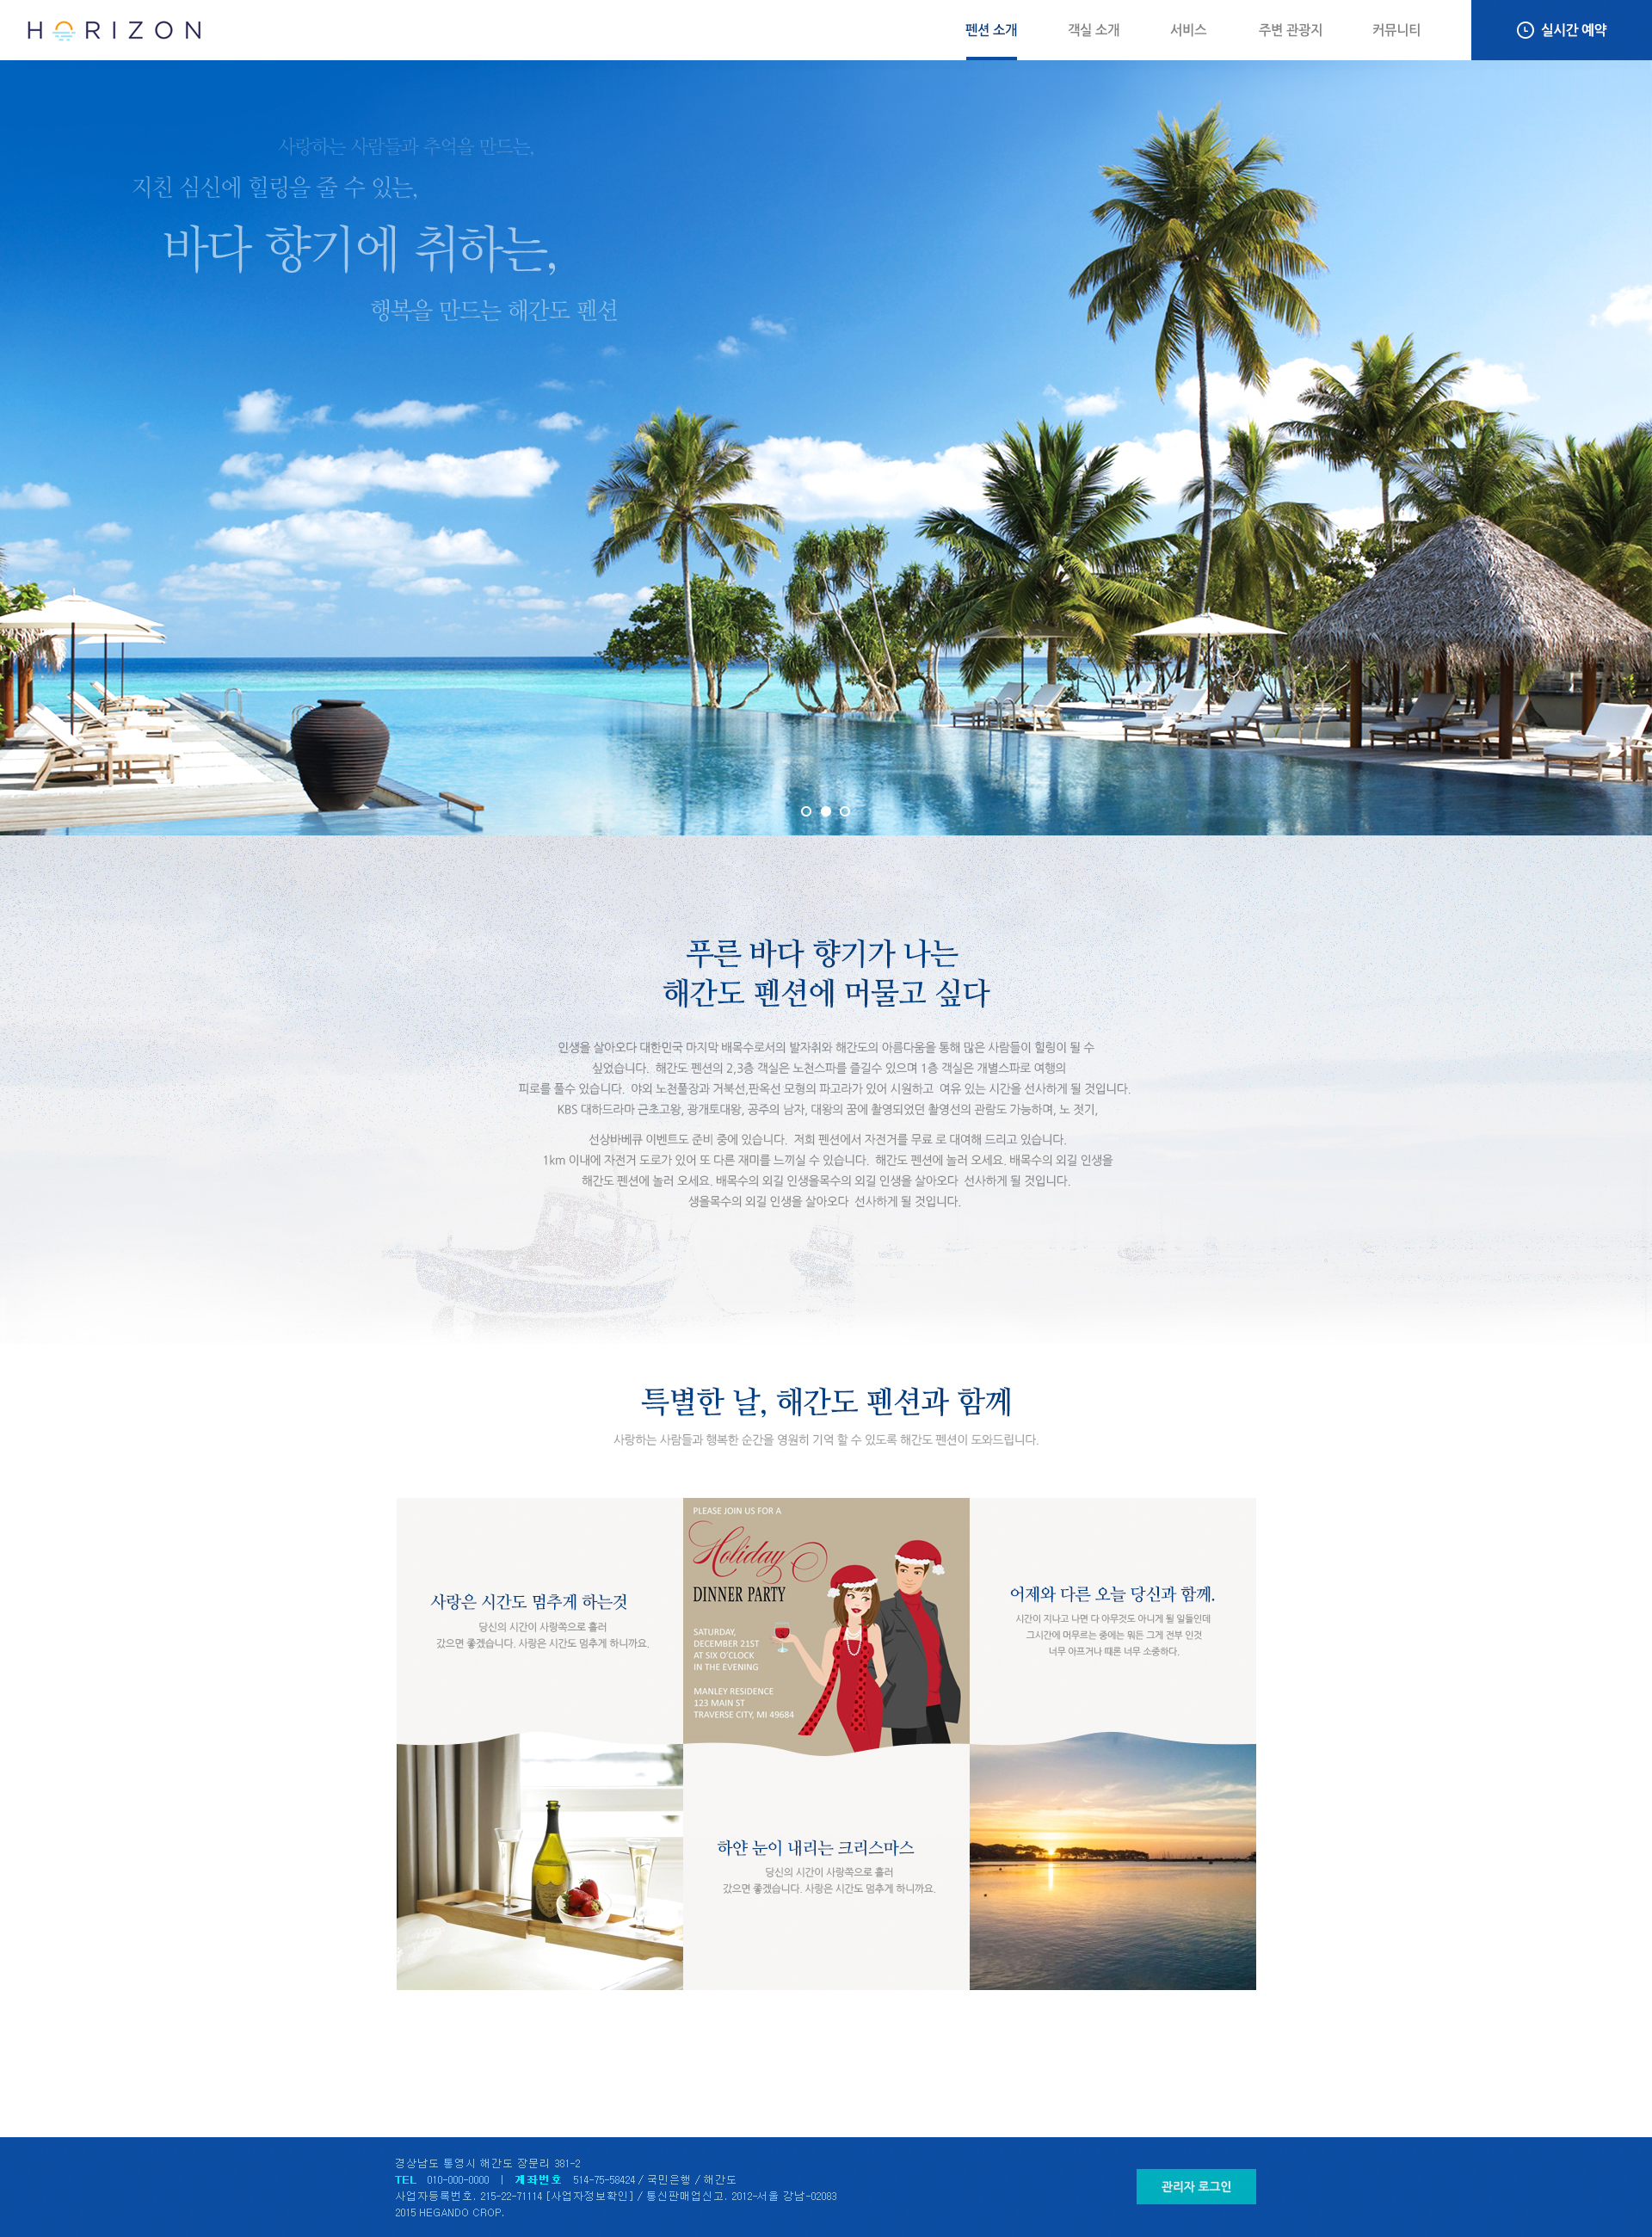 HORIZON
펜션 소개
객실 소개
서비스
주변 관광지
커뮤니티
실시간 예약
사랑하는 사람들과 추억을 만드는,
지친 심신에 힐링을 줄 수 있는,
바다 향기에 취하는,
행복을 만드는 해간도 펜션
푸른 바다 향기가 나는
해간도 펜션에 머물고 싶다
인생을 살아오다 대한민국 마지막 배목수로서의 발자취와 해간도의 아름다움을 통해 많은 사람들이 힐링이 될 수
싶었습니다. 해간도 펜션의 2,3층 객실은 노천스파를 즐길수 있으며 1층 객실은 개별스파로 여행의
피로를 풀수 있습니다. 야외 노천풀장과 거북선,판옥선 모형의 파고라가 있어 시원하고 여유 있는 시간을 선사하게 될 것입니다.
KBS 대하드라마 근초고왕, 광개토대왕, 공주의 남자, 대왕의 꿈에 촬영되었던 촬영선의 관람도 가능하며, 노 젓기,
선상바베큐 이벤트도 준비 중에 있습니다. 저희 펜션에서 자전거를 무료 로 대여해 드리고 있습니다.
1km 이내에 자전거 도로가 있어 또 다른 재미를 느끼실 수 있습니다. 해간도 펜션에 놀러 오세요. 배목수의 외길 인생을
해간도 펜션에 놀러 오세요. 배목수의 외길 인생을목수의 외길 인생을 살아오다 선사하게 될 것입니다.
생을목수의 외길 인생을 살아오다 선사하게 될 것입니다.
특별한 날, 해간도 펜션과 함께
사랑하는 사람들과 행복한 순간을 영원히 기억 할 수 있도록 해간도 펜션이 도와드립니다.
사랑은 시간도 멈추게 하는것
당신의 시간이 사랑쪽으로 흘러
갔으면 좋겠습니다. 사랑은 시간도 멈추게 하니까요.
PLEASE JOIN US FOR A
Holiday
DINNER PARTY
SATURDAY,
DECEMBER 21ST
AT SIX O'CLOCK
IN THE EVENING
MANLEY RESIDENCE
123 MAIN ST
TRAVERSE CITY, MI 49684
어제와 다른 오늘 당신과 함께.
시간이 지나고 나면 다 아무것도 아니게 될 일들인데
그시간에 머무르는 중에는 뭐든 그게 전부 인것
너무 아프거나 때론 너무 소중하다.
하얀 눈이 내리는 크리스마스
당신의 시간이 사랑쪽으로 흘러
갔으면 좋겠습니다. 사랑은 시간도 멈추게 하니까요.
경상남도 통영시 해간도 장문리 381-2
TEL 010-000-0000 | 계좌번호 514-75-58424 / 국민은행 / 해간도
사업자등록번호. 215-22-71114 [사업자정보확인] / 통신판매업신고. 2012-서울 강남-02083
2015 HEGANDO CROP.
관리자 로그인